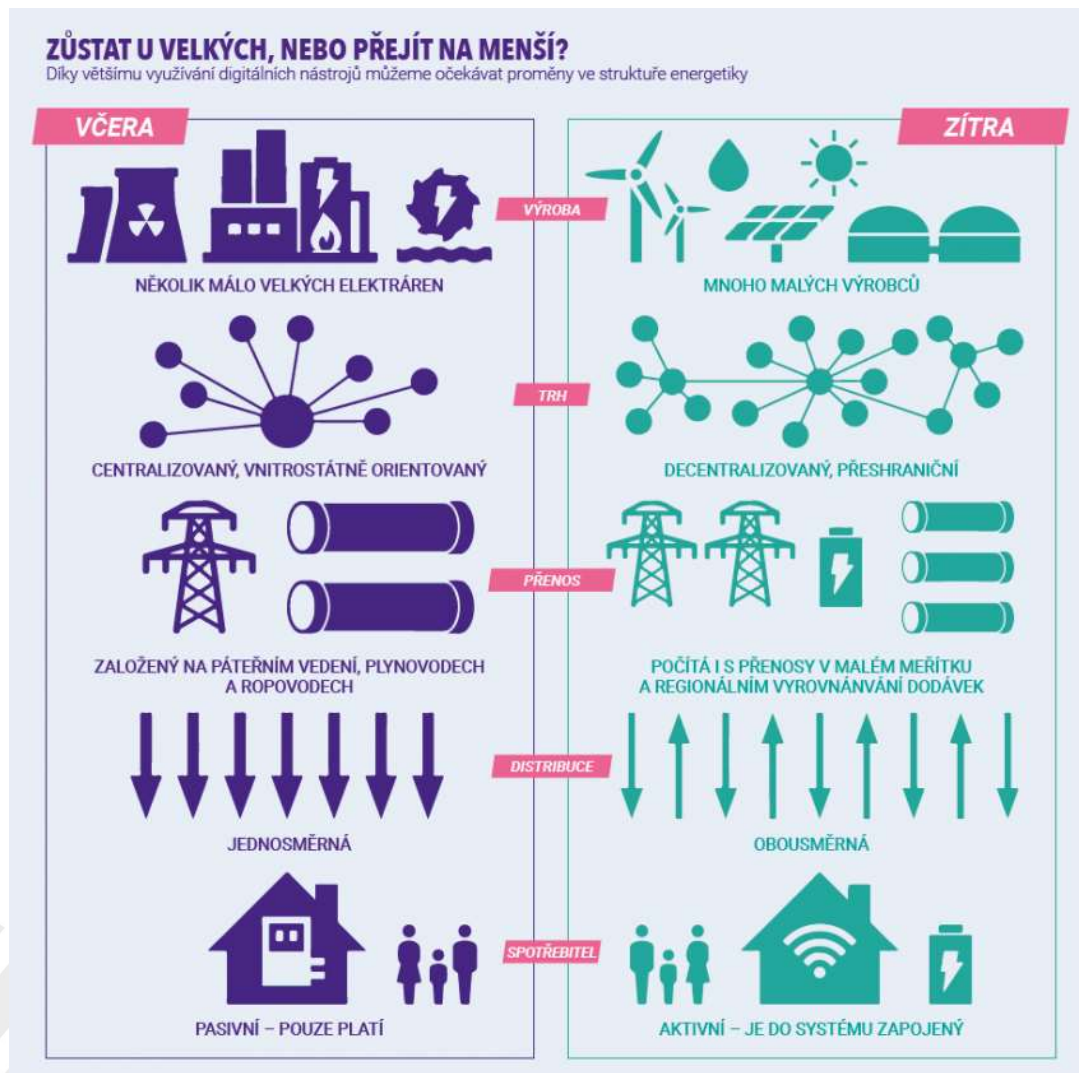 ZŮSTAT U VELKÝCH, NEBO PŘEJÍT NA MENŠÍ?
Díky většímu využívání digitálních nástrojů můžeme očekávat proměny ve struktuře energetiky
VČERA
ZÍTRA
VÝROBA
NĚKOLIK MÁLO VELKÝCH ELEKTRÁREN
MNOHO MALÝCH VÝROBCŮ
TRH
CENTRALIZOVANÝ, VNITROSTÁTNĚ ORIENTOVANÝ
DECENTRALIZOVANÝ, PŘESHRANIČNÍ
PŘENOS
ZALOŽENÝ NA PÁTEŘNÍM VEDENÍ, PLYNOVODECH
A ROPOVODECH
POČÍTÁ I S PŘENOSY V MALÉM MEŘÍTKU
A REGIONÁLNÍM VYROVNÁNVÁNÍ DODÁVEK
DISTRIBUCE
JEDNOSMĚRNÁ
OBOUSMĚRNÁ
SPOTŘEBITEL
PASIVNÍ – POUZE PLATÍ
AKTIVNÍ – JE DO SYSTÉMU ZAPOJENÝ